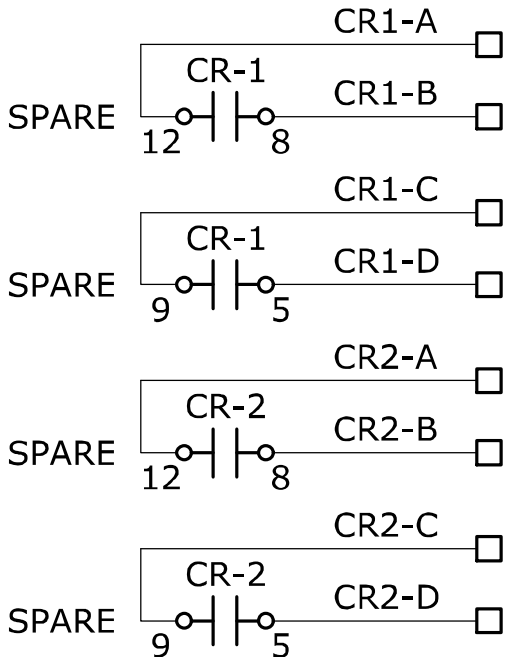 CR1-A
CR-1
CR1-B
SPARE
12 8
CR1-C
CR-1
CR1-D
SPARE
9 5
CR2-A
CR-2
CR2-B
SPARE
12 8
CR2-C
CR-2
CR2-D
SPARE
9 5